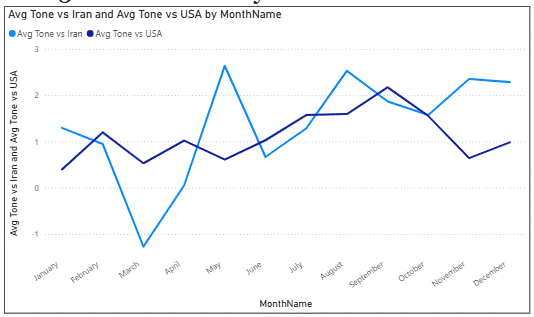 Avg Tone vs Iran and Avg Tone vs USA by MonthName
Avg Tone vs Iran Avg Tone vs USA
Avg Tone vs Iran and Avg Tone vs USA
3
2
1
0
-1
January February March April May June July August September October November December
MonthName